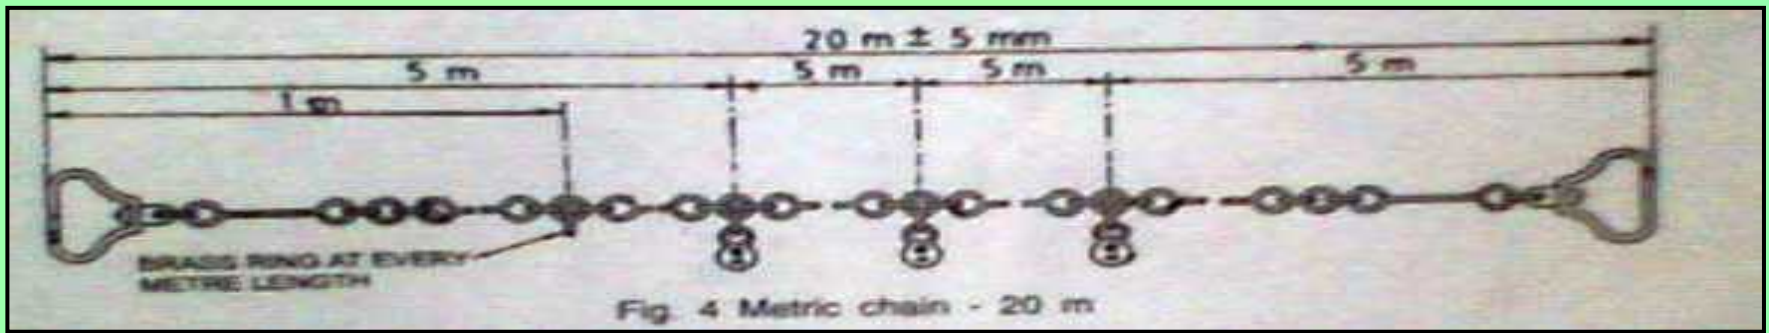 20 m ± 5 mm
5 m 5 m 5 m 5 m
1 m
BRASS RING AT EVERY
METRE LENGTH
Fig. 4 Metric chain - 20 m